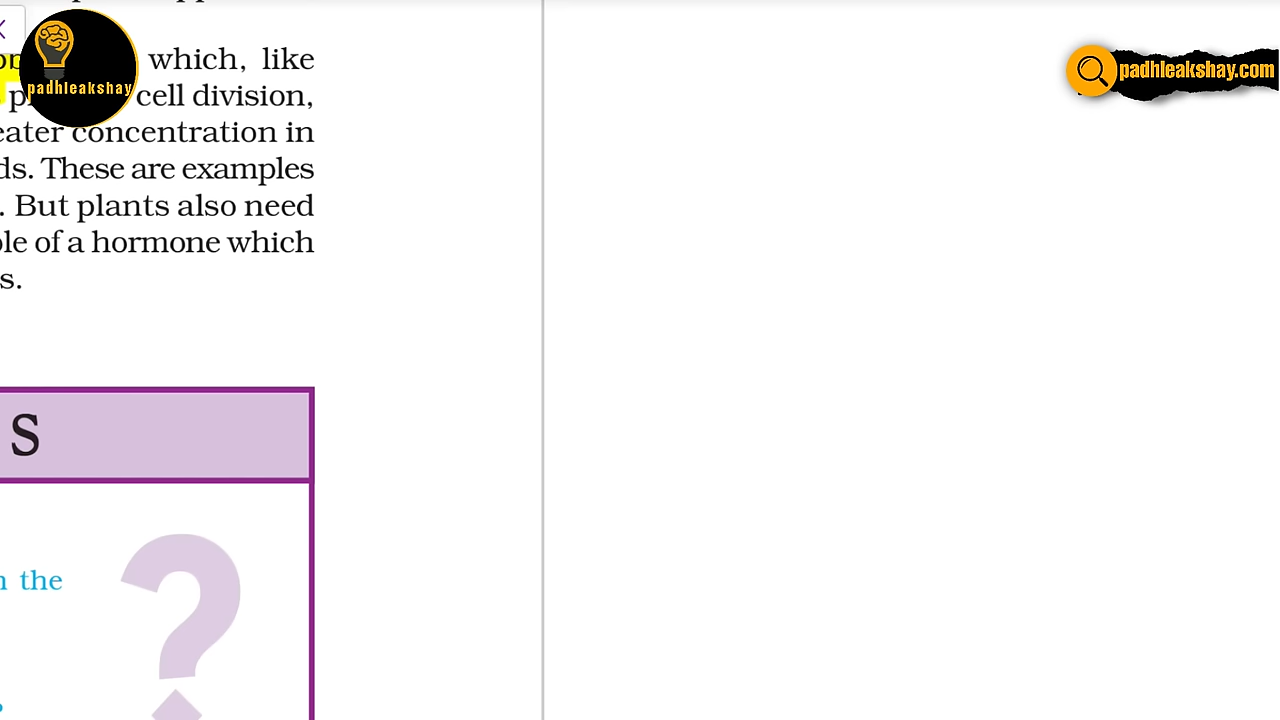 which, like
padhleakshay
padhleakshay.com
cell division,
eater concentration in
ds. These are examples
. But plants also need
ole of a hormone which
s.
S
n the
?